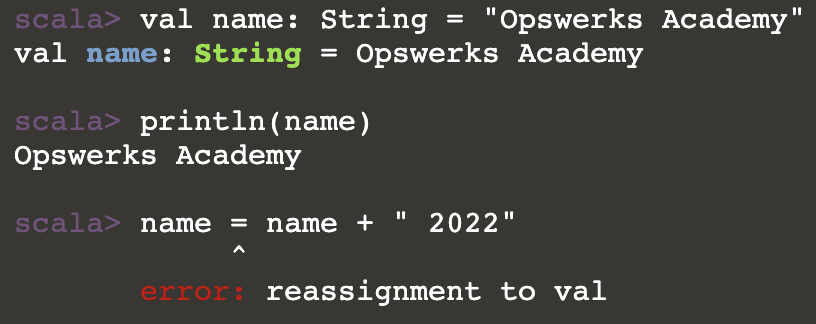 scala> val name: String = "Opswerks Academy"
val name: String = Opswerks Academy
scala> println(name)
Opswerks Academy
scala> name = name + " 2022"
^
error: reassignment to val